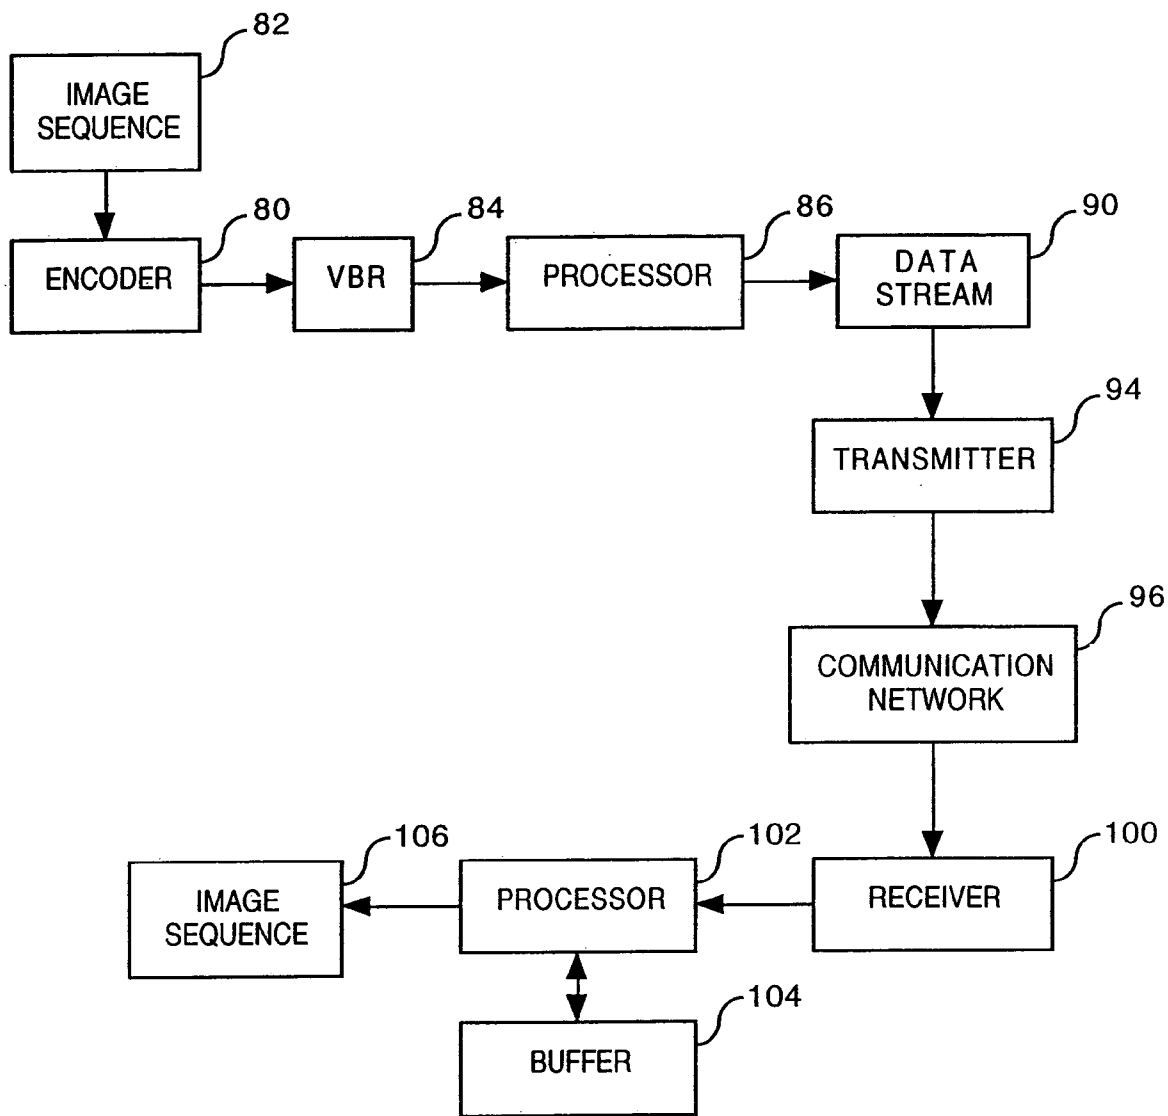 82
IMAGE
SEQUENCE
80
84
86
90
ENCODER
VBR
PROCESSOR
DATA
STREAM
94
TRANSMITTER
96
COMMUNICATION
NETWORK
106
102
100
IMAGE
SEQUENCE
PROCESSOR
RECEIVER
104
BUFFER